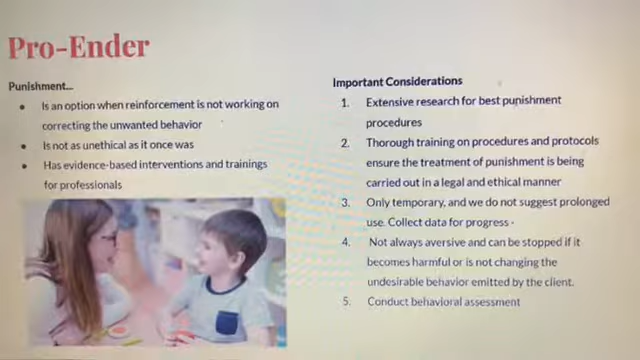 Pro-Ender
Punishment...
Is an option when reinforcement is not working on
correcting the unwanted behavior
Is not as unethical as it once was
Has evidence-based interventions and trainings
for professionals
Important Considerations
1. Extensive research for best punishment
procedures
2. Thorough training on procedures and protocols
ensure the treatment of punishment is being
carried out in a legal and ethical manner
3. Only temporary, and we do not suggest prolonged
use. Collect data for progress -
4. Not always aversive and can be stopped if it
becomes harmful or is not changing the
undesirable behavior emitted by the client.
5. Conduct behavioral assessment